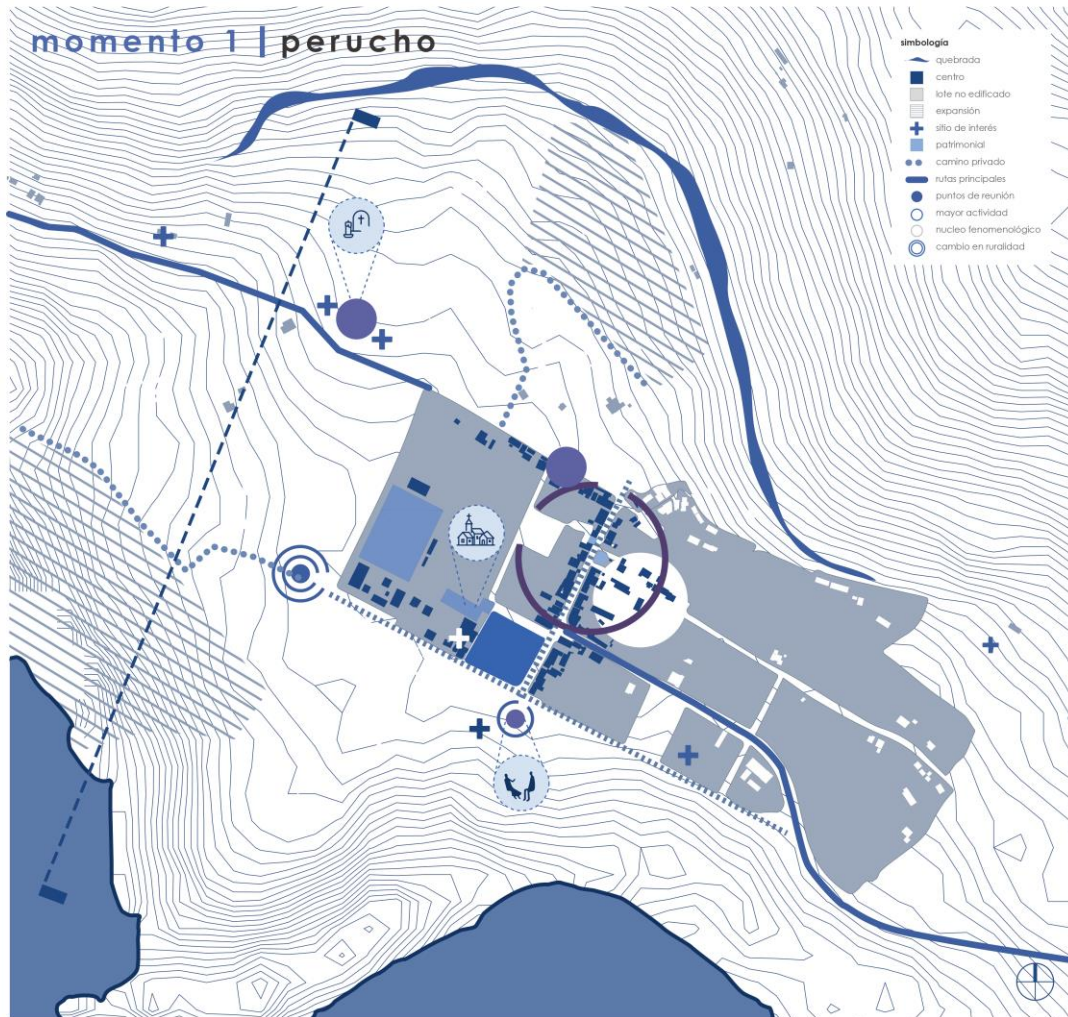 momento 1 | perucho
simbología
quebrada
centro
lote no edificado
expansión
sitio de interés
patrimonial
camino privado
rutas principales
puntos de reunión
mayor actividad
nucleo fenomenológico
cambio en ruralidad